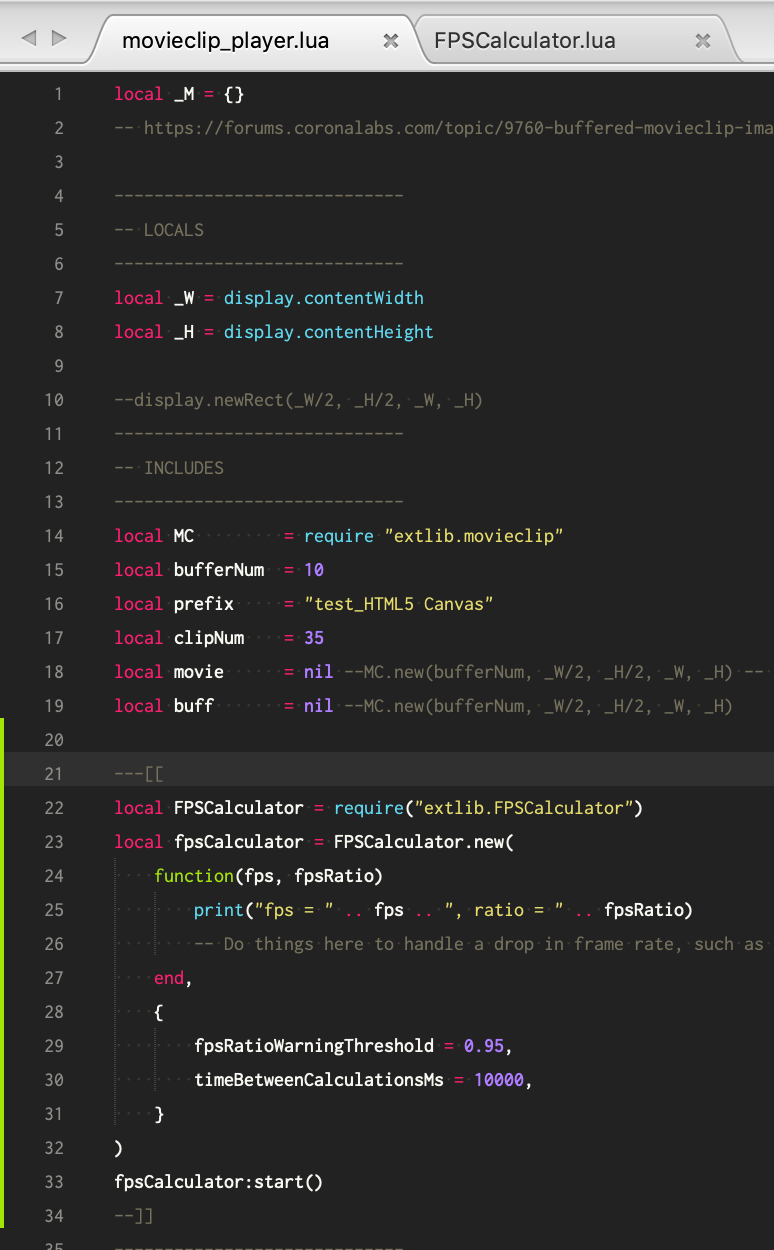 movieclip_player.lua
FPSCalculator.lua
1 local _M = {}
2 -- https://forums.coronalabs.com/topic/9760-buffered-movieclip-ima
3
4 -----------------------------
5 -- LOCALS
6 -----------------------------
7 local _W = display.contentWidth
8 local _H = display.contentHeight
9
10 --display.newRect(_W/2, _H/2, _W, _H)
11 -----------------------------
12 -- INCLUDES
13 -----------------------------
14 local MC = require "extlib.movieclip"
15 local bufferNum = 10
16 local prefix = "test_HTML5 Canvas"
17 local clipNum = 35
18 local movie = nil --MC.new(bufferNum, _W/2, _H/2, _W, _H) --
19 local buff = nil --MC.new(bufferNum, _W/2, _H/2, _W, _H)
20
21 ---[[
22 local FPSCalculator = require("extlib.FPSCalculator")
23 local fpsCalculator = FPSCalculator.new(
24 function(fps, fpsRatio)
25 print("fps = " .. fps .. ", ratio = " .. fpsRatio)
26 -- Do things here to handle a drop in frame rate, such as
27 end,
28 {
29 fpsRatioWarningThreshold = 0.95,
30 timeBetweenCalculationsMs = 10000,
31 }
32 )
33 fpsCalculator:start()
34 --]]
35 -----------------------------